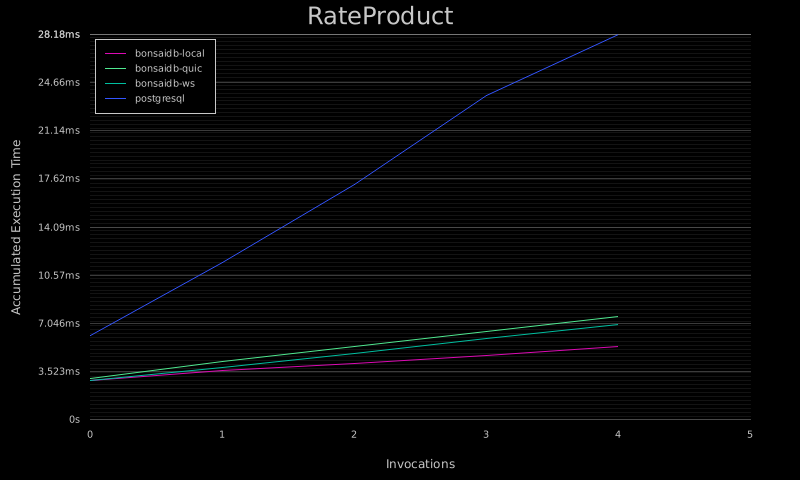 RateProduct
28.18ms
24.66ms
21.14ms
17.62ms
14.09ms
10.57ms
7.046ms
3.523ms
0s
bonsaidb-local
bonsaidb-quic
bonsaidb-ws
postgresql
Accumulated Execution Time
0 1 2 3 4 5
Invocations